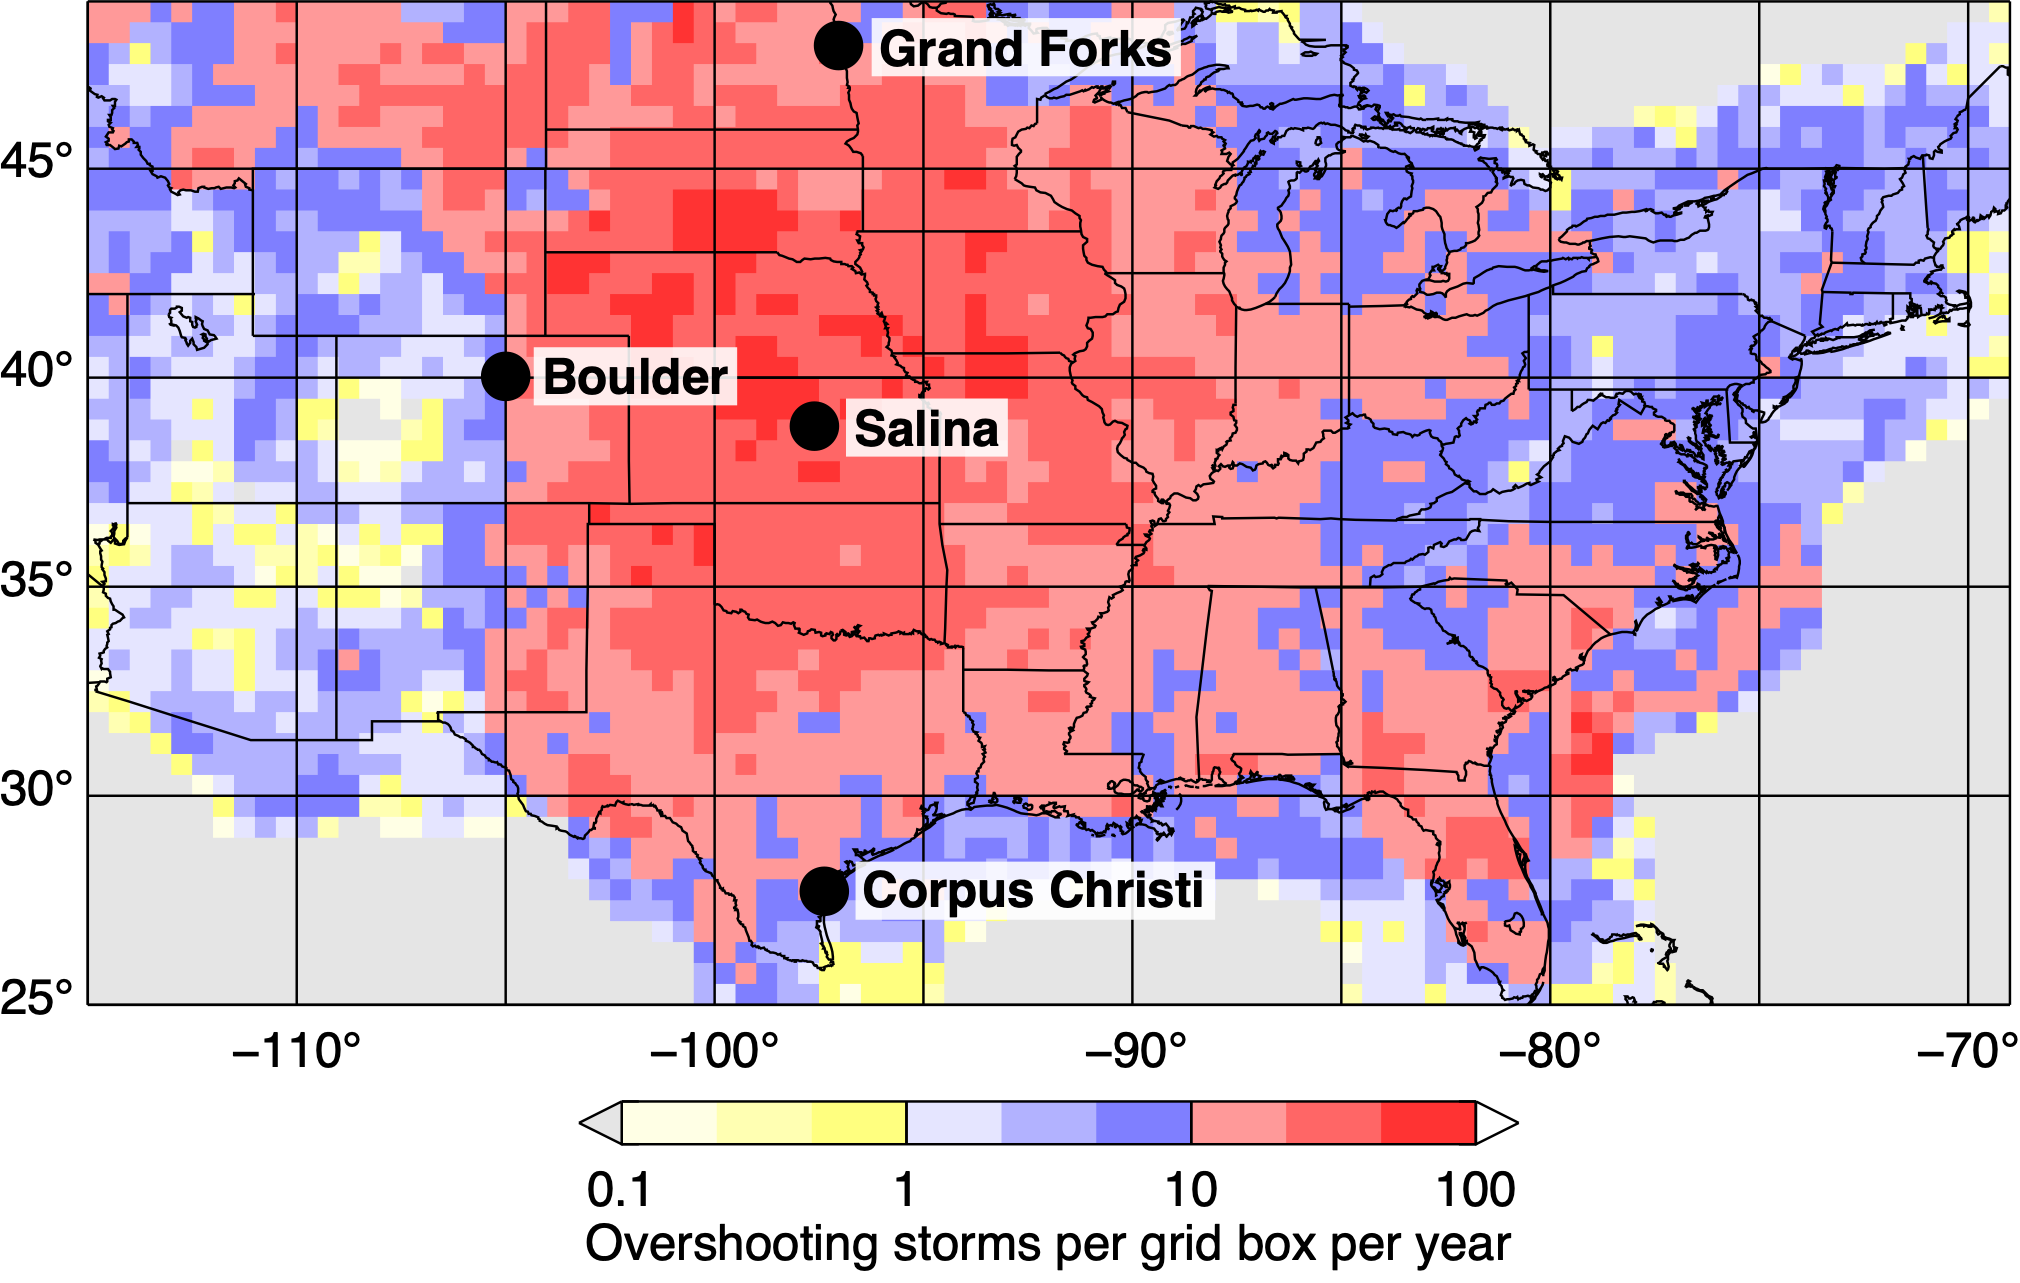 Grand Forks
45°
40°
Boulder
Salina
35°
30°
Corpus Christi
25°
−110°
−100°
−90°
−80°
−70°
0.1
1
10
100
Overshooting storms per grid box per year